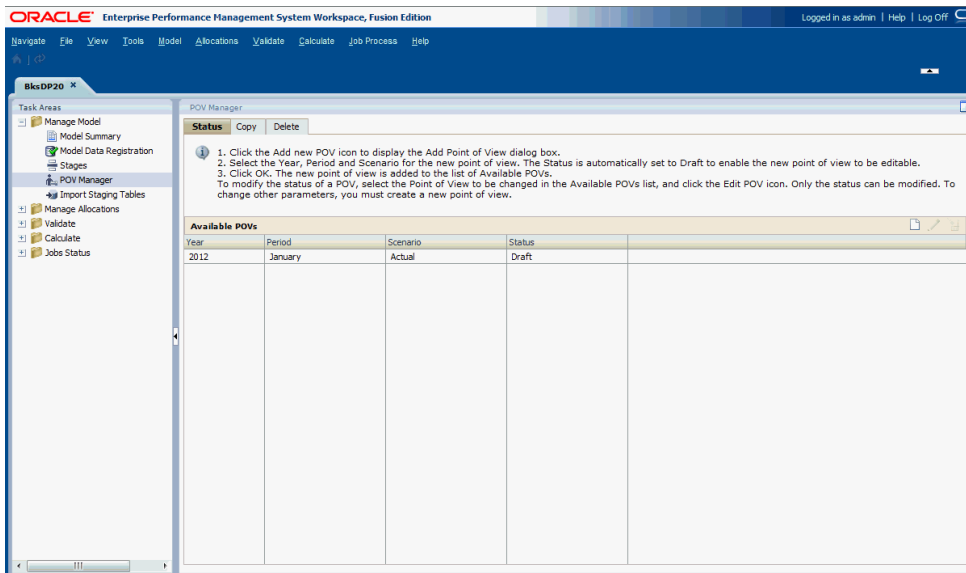 ORACLE Enterprise Performance Management System Workspace, Fusion Edition
Logged in as admin | Help | Log Off
Navigate File View Tools Model Allocations Validate Calculate Job Process Help
BksDP20 ×
Task Areas
Manage Model
Model Summary
Model Data Registration
Stages
POV Manager
Import Staging Tables
Manage Allocations
Validate
Calculate
Jobs Status
POV Manager
Status Copy Delete
1. Click the Add new POV icon to display the Add Point of View dialog box.
2. Select the Year, Period and Scenario for the new point of view. The Status is automatically set to Draft to enable the new point of view to be editable.
3. Click OK. The new point of view is added to the list of Available POVs.
To modify the status of a POV, select the Point of View to be changed in the Available POVs list, and click the Edit POV icon. Only the status can be modified. To
change other parameters, you must create a new point of view.
Available POVs
Year Period Scenario Status
2012 January Actual Draft